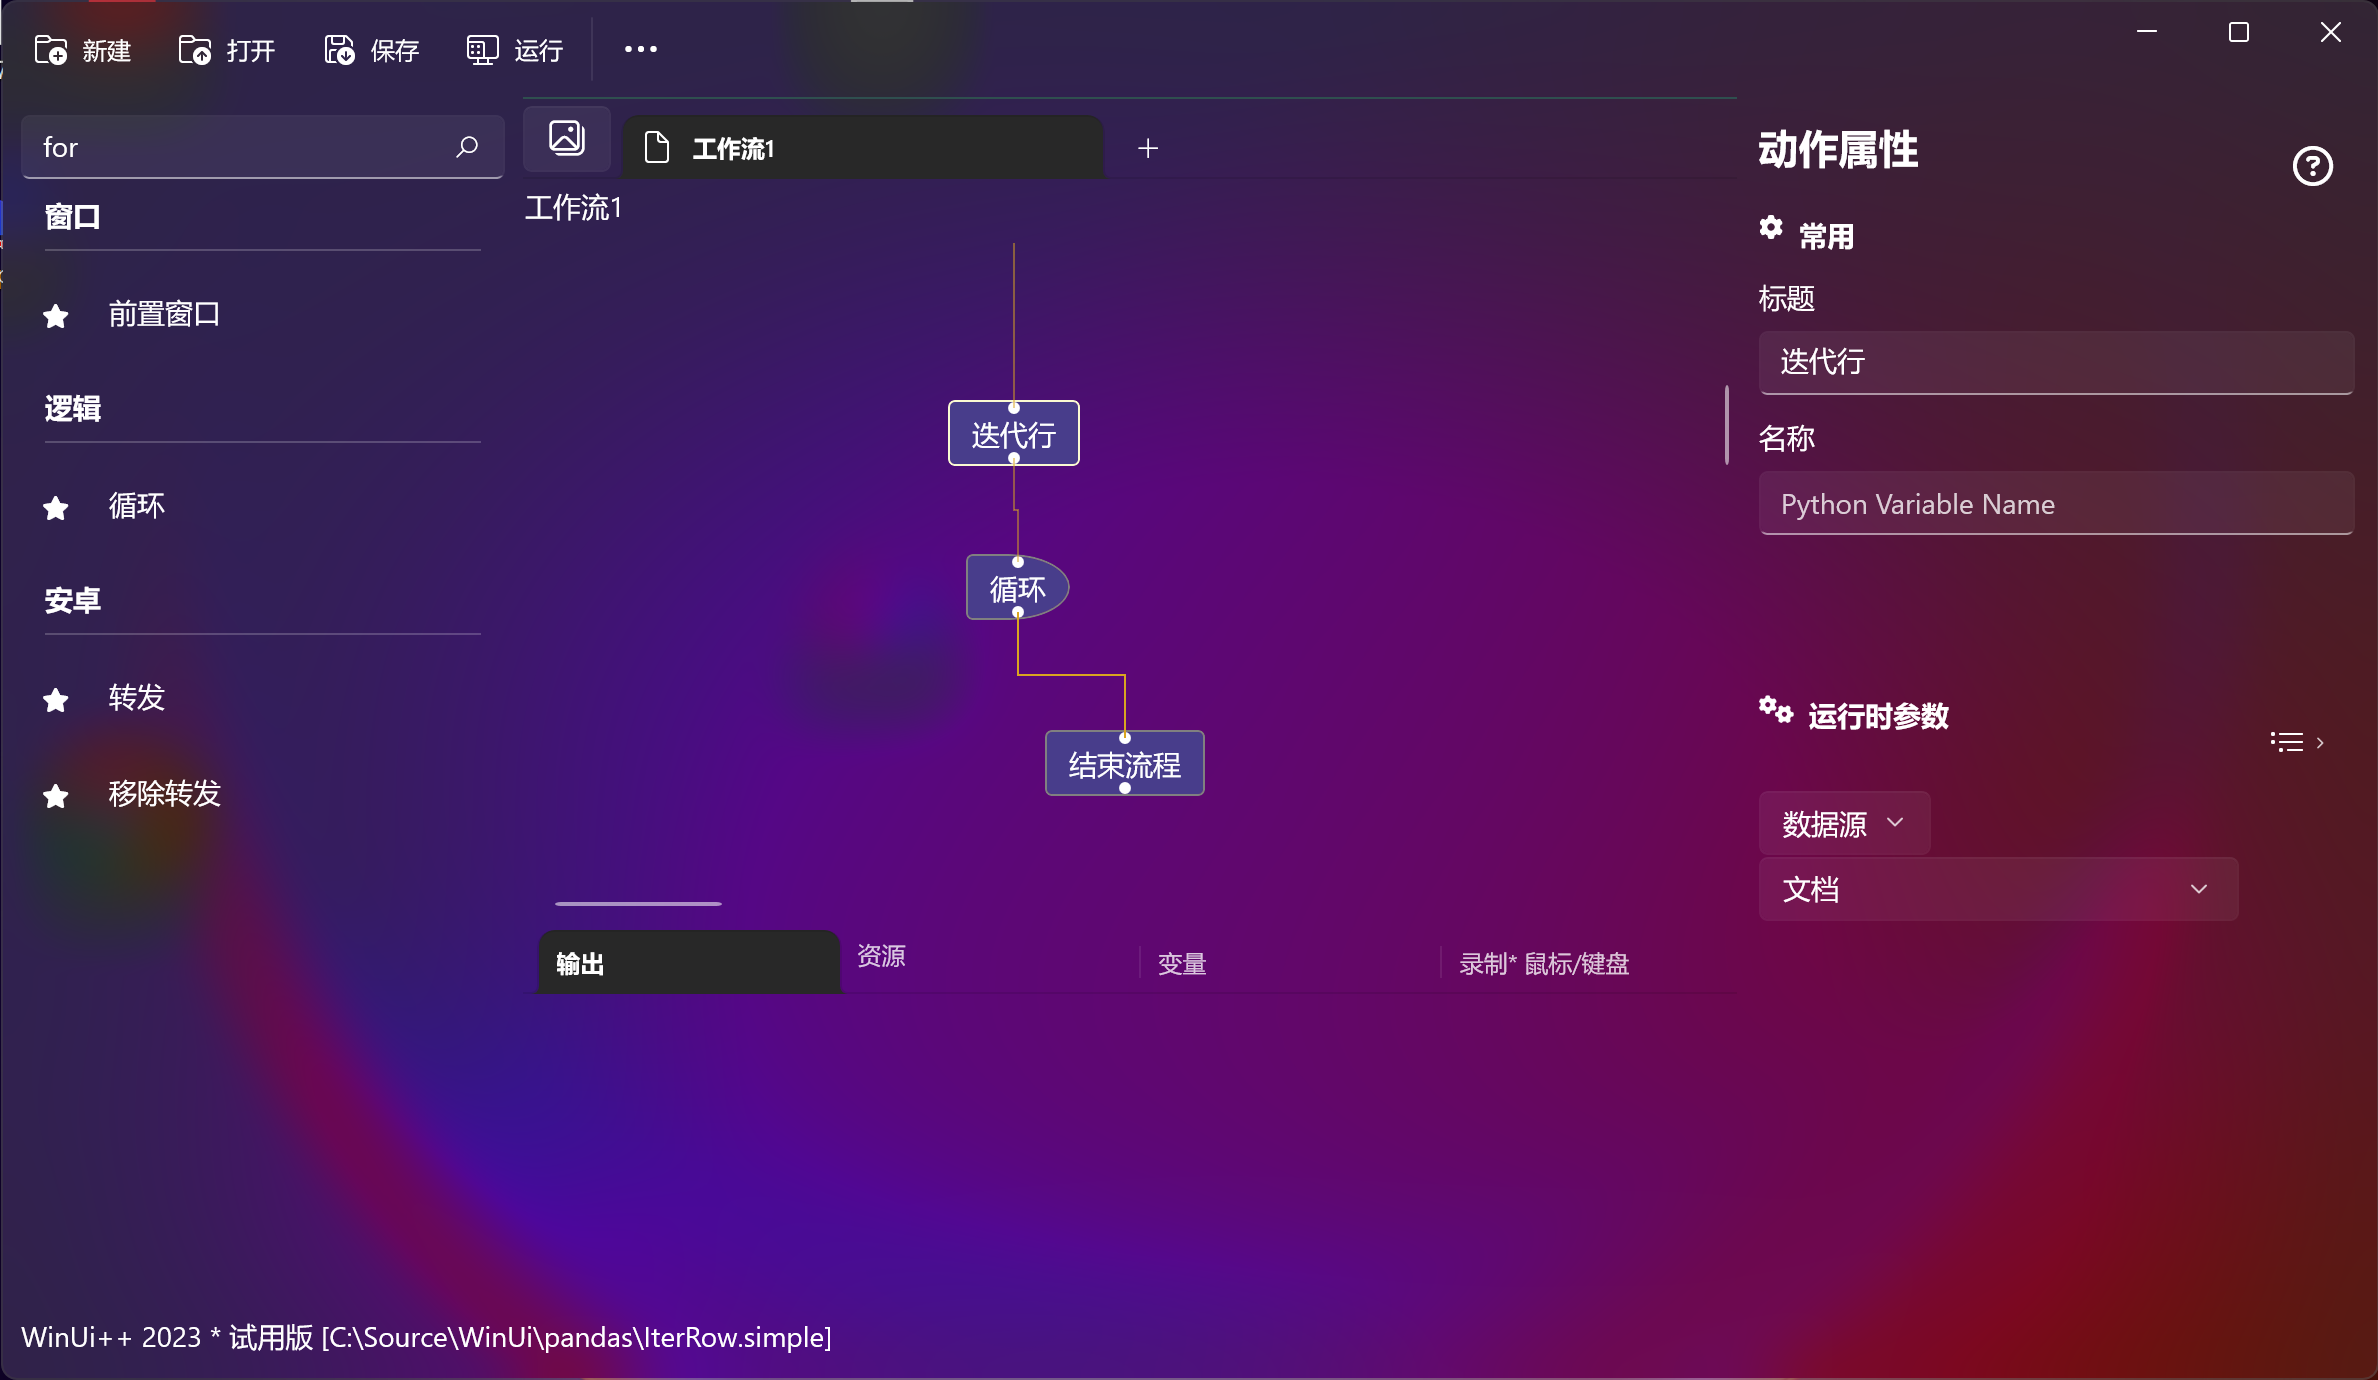 新建
打开
保存
运行
for
窗口
前置窗口
逻辑
循环
安卓
转发
移除转发
工作流1
工作流1
迭代行
循环
结束流程
输出
资源
变量
录制* 鼠标/键盘
动作属性
常用
标题
迭代行
名称
Python Variable Name
运行时参数
数据源
文档
WinUi++ 2023 * 试用版 [C:\Source\WinUi\pandas\IterRow.simple]